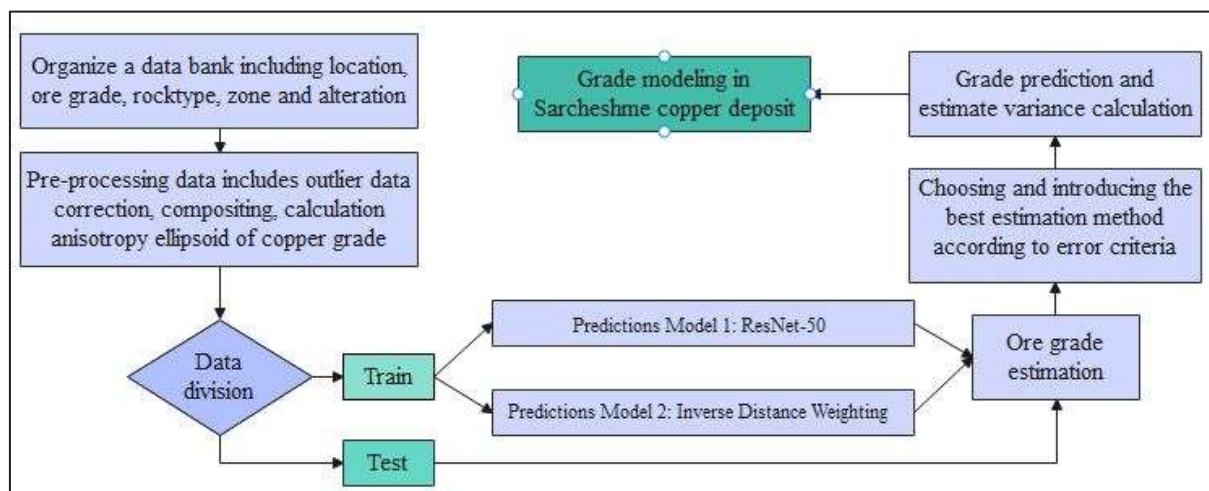 Organize a data bank including location,
ore grade, rocktype, zone and alteration
Pre-processing data includes outlier data
correction, compositing, calculation
anisotropy ellipsoid of copper grade
Data
division
Train
Test
Predictions Model 1: ResNet-50
Predictions Model 2: Inverse Distance Weighting
Ore grade
estimation
Choosing and introducing the
best estimation method
according to error criteria
Grade prediction and
estimate variance calculation
Grade modeling in
Sarcheshme copper deposit